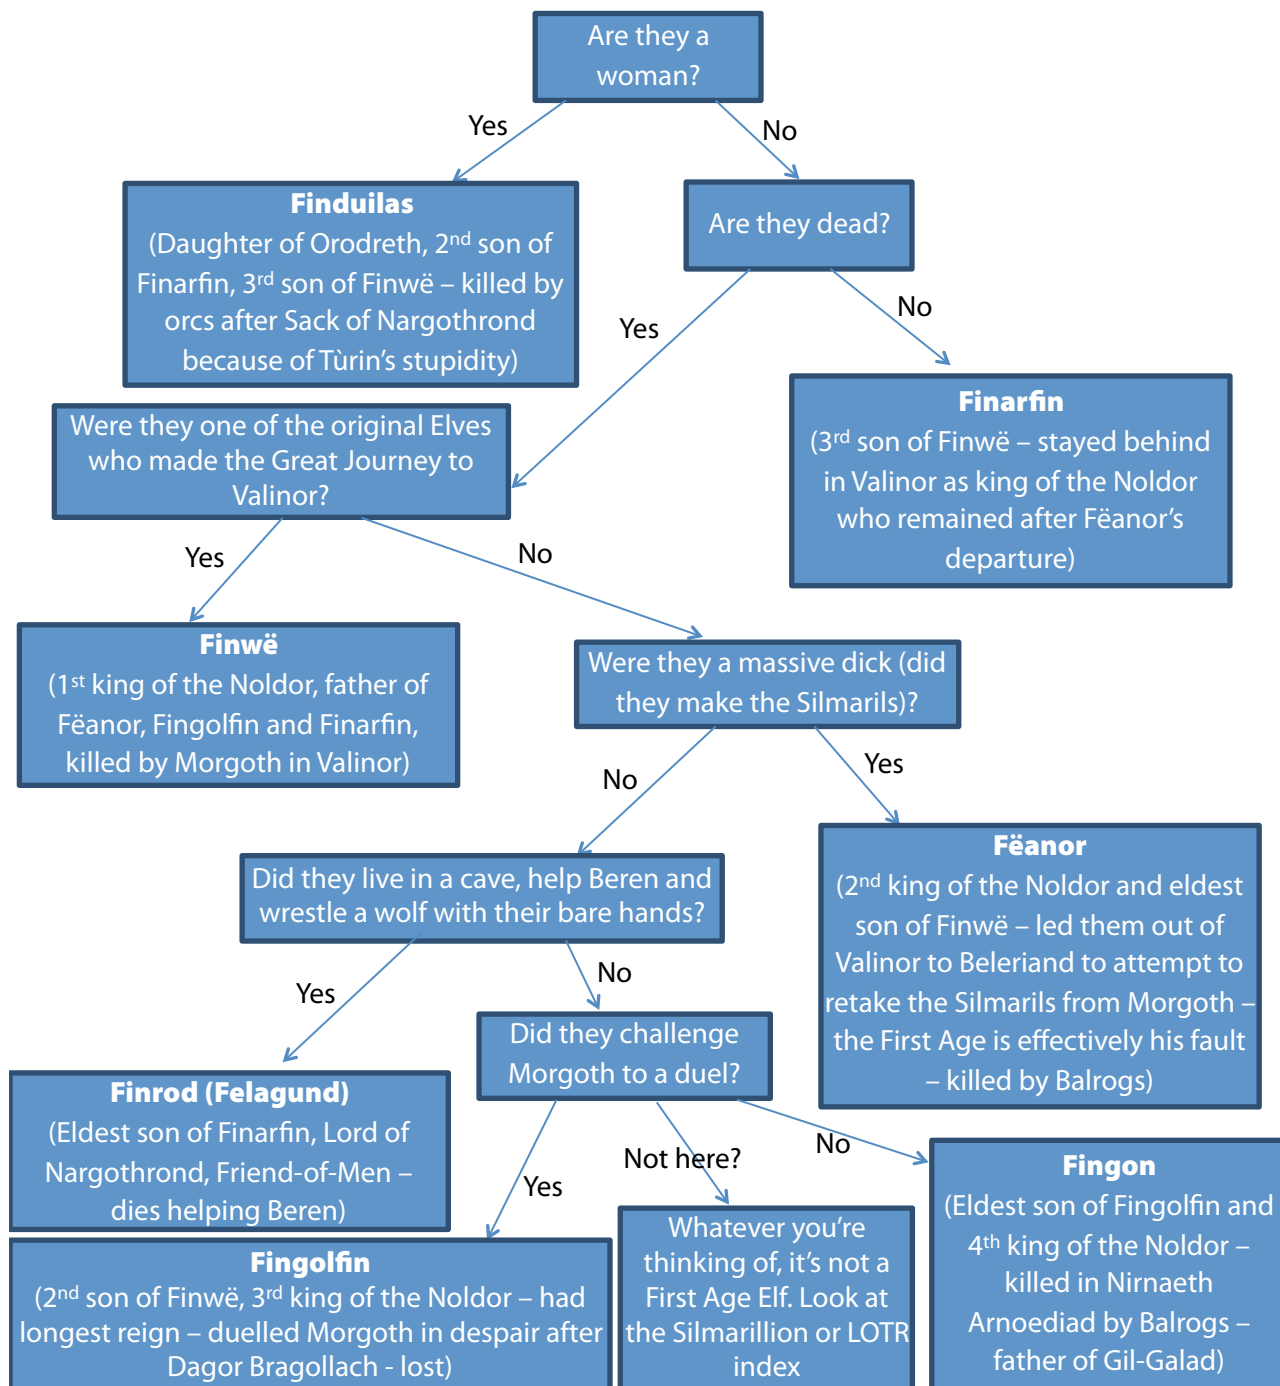 Are they a
woman?
Yes
No
Finduilas
(Daughter of Orodreth, 2nd son of
Finarfin, 3rd son of Finwë – killed by
orcs after Sack of Nargothrond
because of Tùrin’s stupidity)
Are they dead?
Yes
No
Finarfin
(3rd son of Finwë – stayed behind
in Valinor as king of the Noldor
who remained after Fëanor’s
departure)
Were they one of the original Elves
who made the Great Journey to
Valinor?
Yes
No
Finwë
(1st king of the Noldor, father of
Fëanor, Fingolfin and Finarfin,
killed by Morgoth in Valinor)
Were they a massive dick (did
they make the Silmarils)?
No
Yes
Fëanor
(2nd king of the Noldor and eldest
son of Finwë – led them out of
Valinor to Beleriand to attempt to
retake the Silmarils from Morgoth –
the First Age is effectively his fault
– killed by Balrogs)
Did they live in a cave, help Beren and
wrestle a wolf with their bare hands?
Yes
No
Finrod (Felagund)
(Eldest son of Finarfin, Lord of
Nargothrond, Friend-of-Men –
dies helping Beren)
Did they challenge
Morgoth to a duel?
Yes
Not here?
No
Fingolfin
(2nd son of Finwë, 3rd king of the Noldor – had
longest reign – duelled Morgoth in despair after
Dagor Bragollach - lost)
Whatever you’re
thinking of, it’s not a
First Age Elf. Look at
the Silmarillion or LOTR
index
Fingon
(Eldest son of Fingolfin and
4th king of the Noldor –
killed in Nirnaeth
Arnoediad by Balrogs –
father of Gil-Galad)